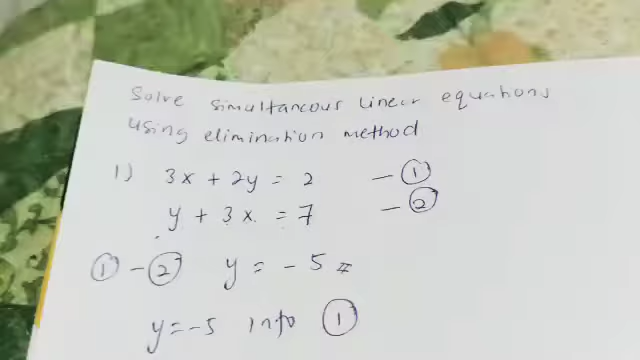 Solve simultaneous linear equations
using elimination method
1) 3x + 2y = 2 — ①
y + 3x = 7 — ②
① - ② y = -5
y = -5 into ①